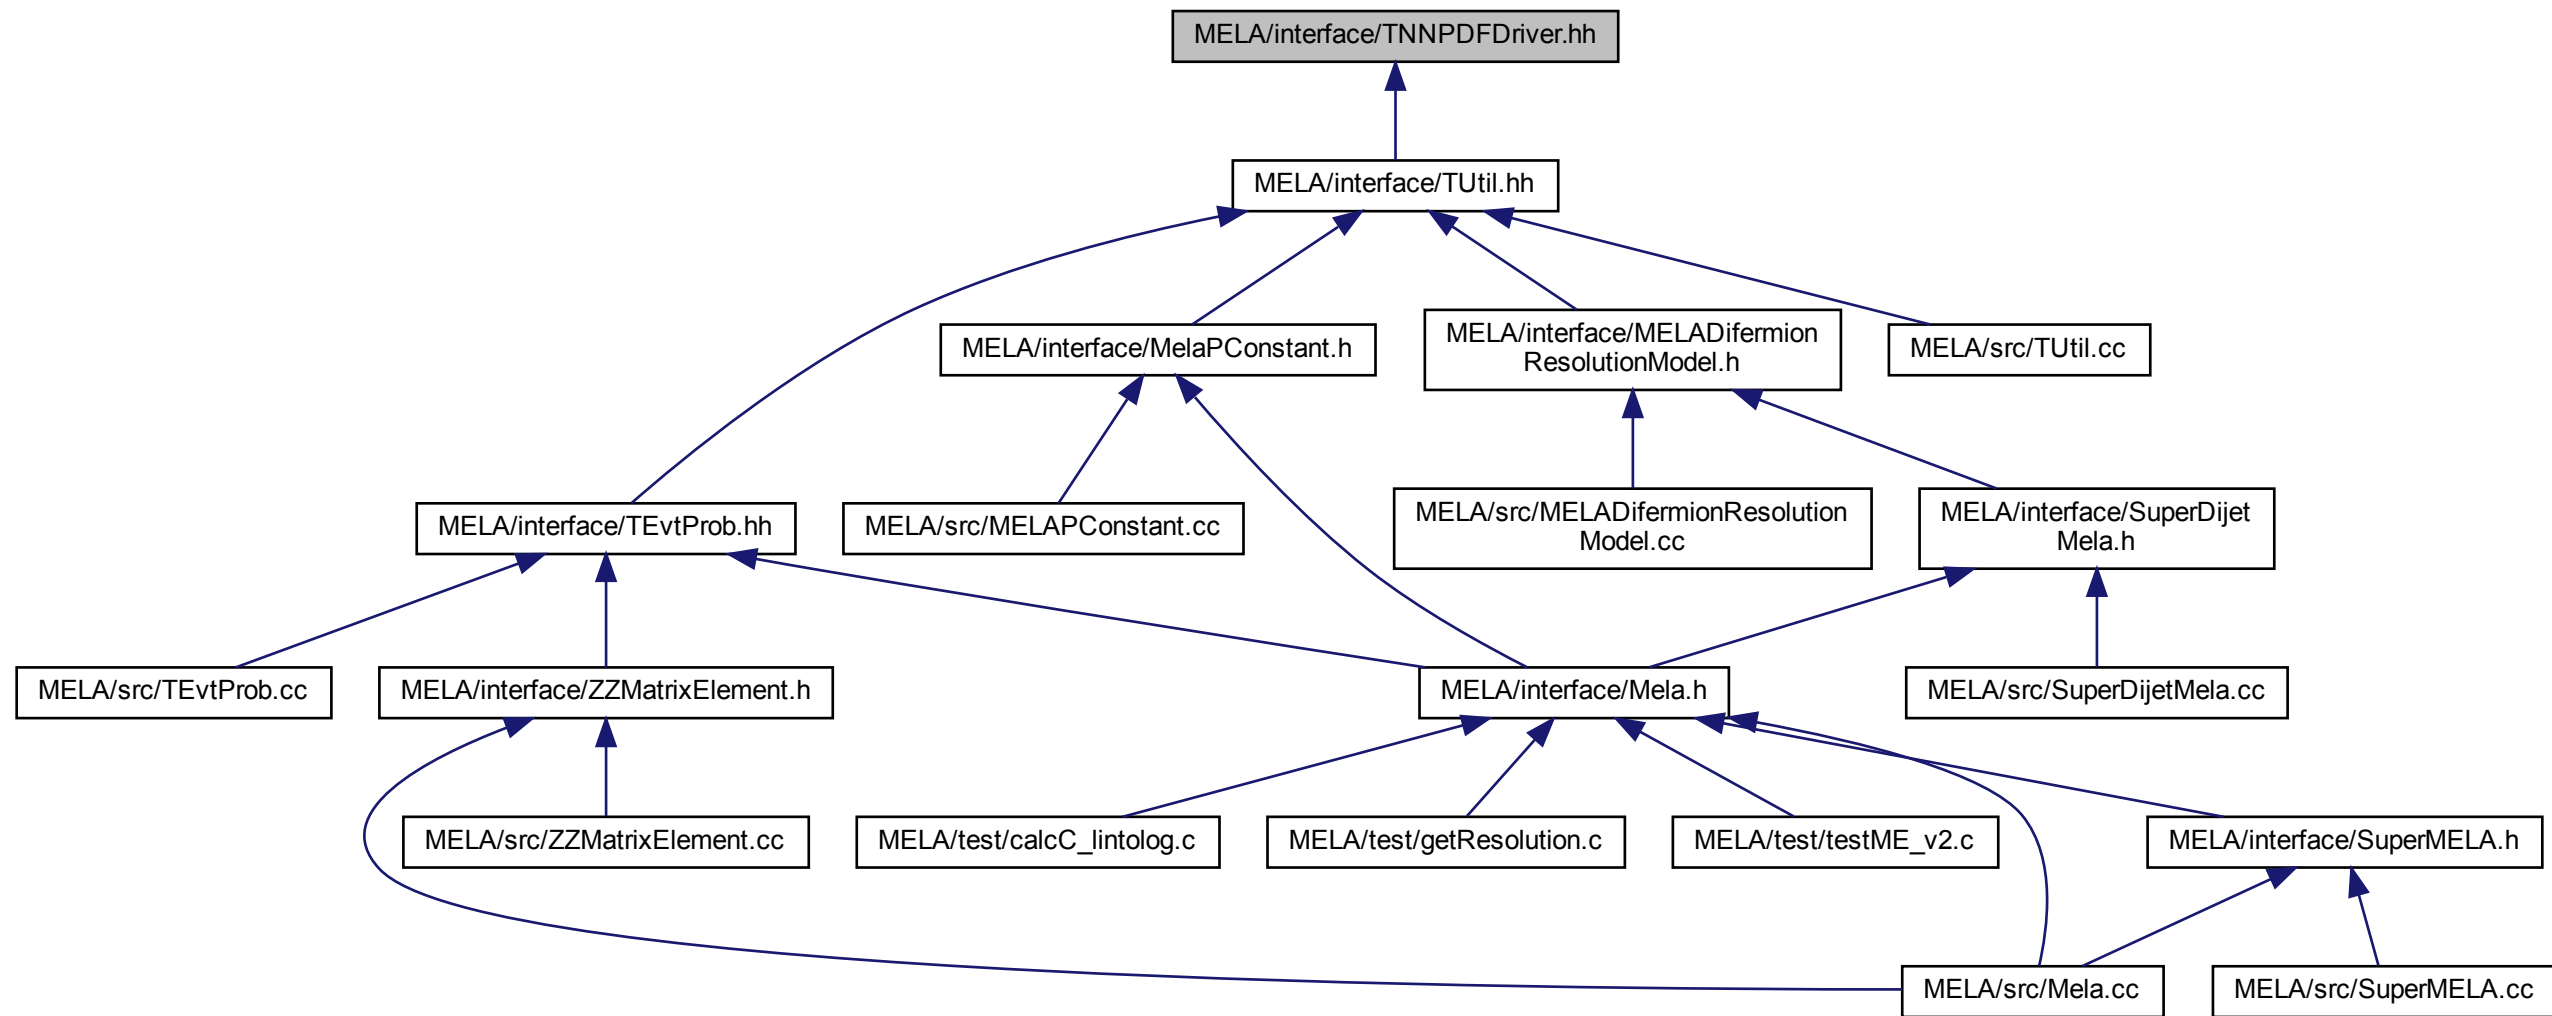 MELA/interface/TNNPDFDriver.hh
MELA/interface/TUtil.hh
MELA/interface/MelaPConstant.h
MELA/interface/MELADifermion
ResolutionModel.h
MELA/src/TUtil.cc
MELA/interface/TEvtProb.hh
MELA/src/MELAPConstant.cc
MELA/src/MELADifermionResolution
Model.cc
MELA/interface/SuperDijet
Mela.h
MELA/src/TEvtProb.cc
MELA/interface/ZZMatrixElement.h
MELA/interface/Mela.h
MELA/src/SuperDijetMela.cc
MELA/src/ZZMatrixElement.cc
MELA/test/calcC_lintolog.c
MELA/test/getResolution.c
MELA/test/testME_v2.c
MELA/interface/SuperMELA.h
MELA/src/Mela.cc
MELA/src/SuperMELA.cc